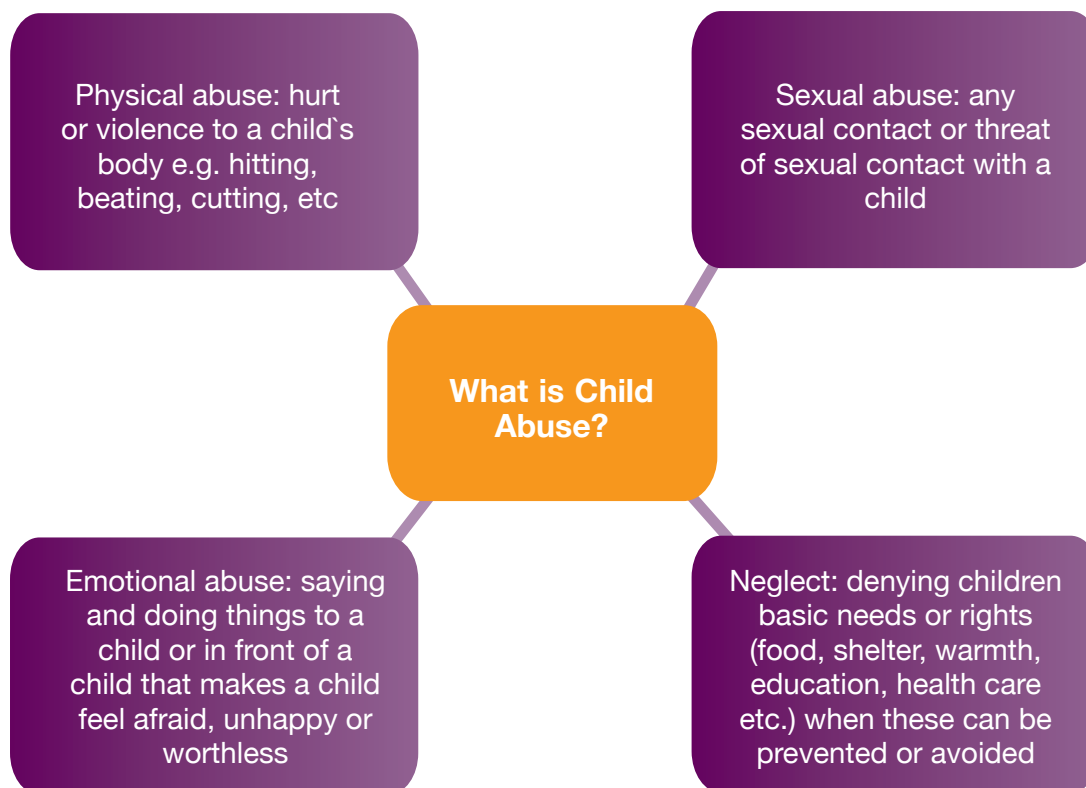 Physical abuse: hurt
or violence to a child`s
body e.g. hitting,
beating, cutting, etc
Sexual abuse: any
sexual contact or threat
of sexual contact with a
child
What is Child
Abuse?
Emotional abuse: saying
and doing things to a
child or in front of a
child that makes a child
feel afraid, unhappy or
worthless
Neglect: denying children
basic needs or rights
(food, shelter, warmth,
education, health care
etc.) when these can be
prevented or avoided